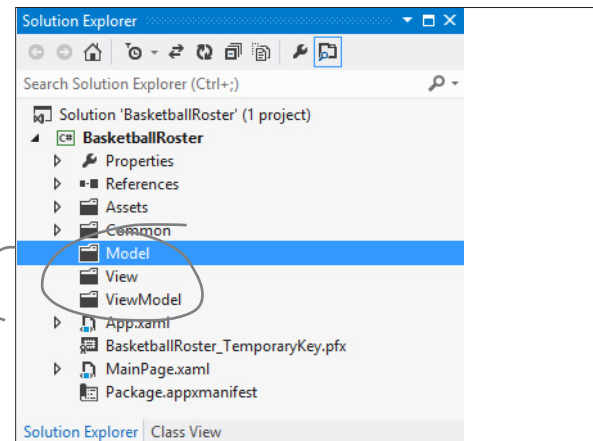 Solution Explorer
Search Solution Explorer (Ctrl+;)
Solution 'BasketballRoster' (1 project)
C# BasketballRoster
Properties
References
Assets
Common
Model
View
ViewModel
App.xaml
BasketballRoster_TemporaryKey.pfx
MainPage.xaml
Package.appxmanifest
Solution Explorer Class View